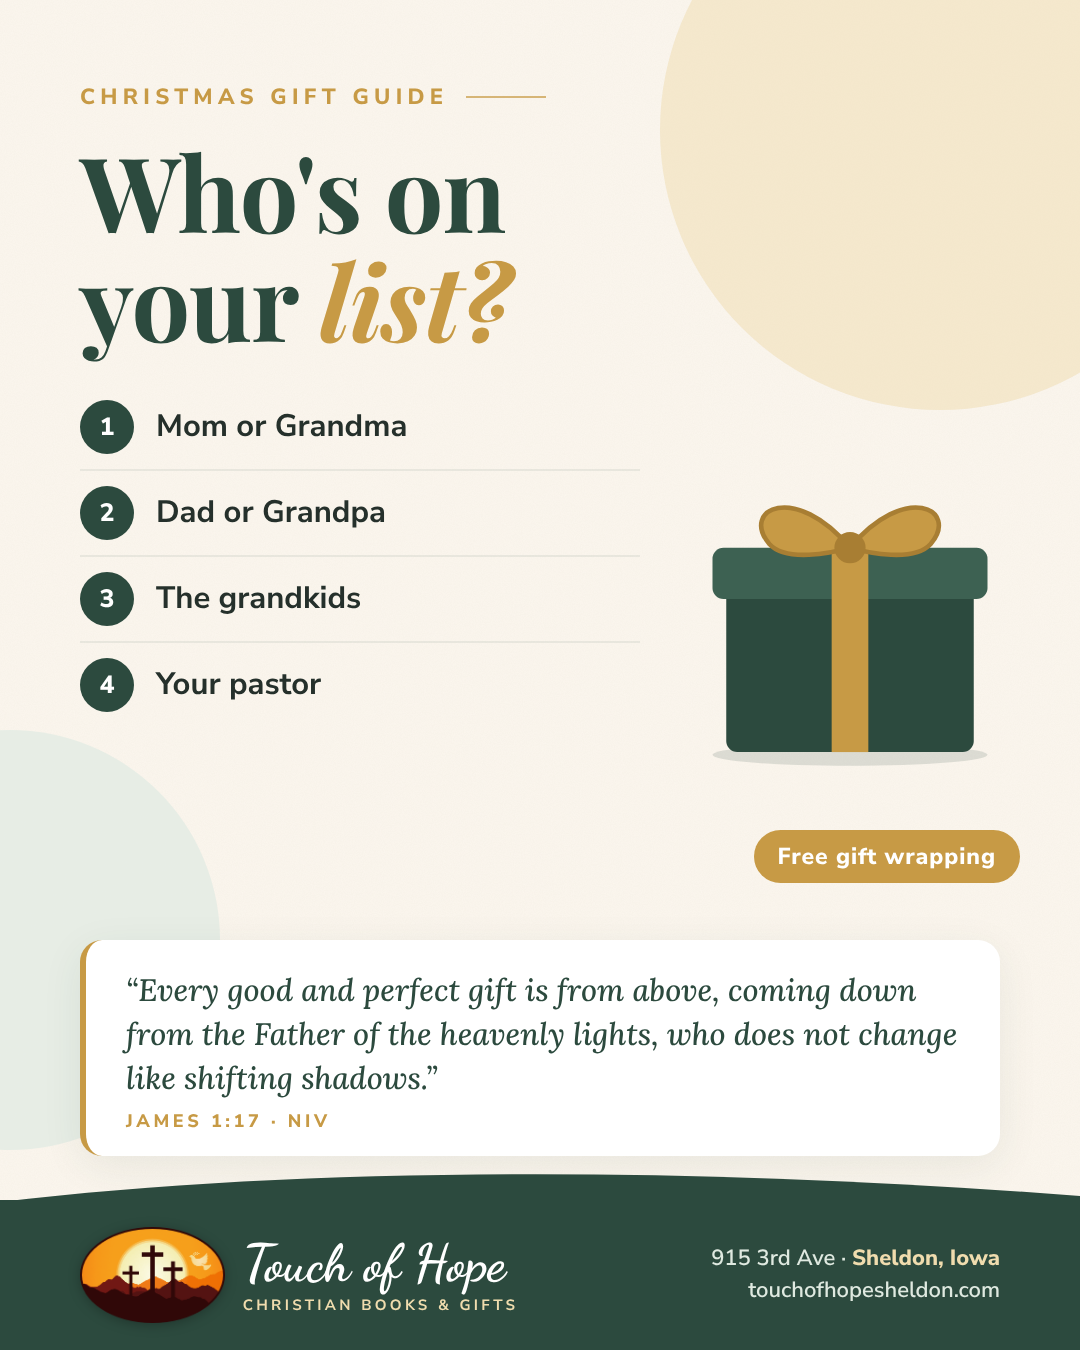 CHRISTMAS GIFT GUIDE
Who's on
your list?
1 Mom or Grandma
2 Dad or Grandpa
3 The grandkids
4 Your pastor
Free gift wrapping
“Every good and perfect gift is from above, coming down
from the Father of the heavenly lights, who does not change
like shifting shadows.”
JAMES 1:17 · NIV
Touch of Hope
CHRISTIAN BOOKS & GIFTS
915 3rd Ave · Sheldon, Iowa
touchofhopesheldon.com